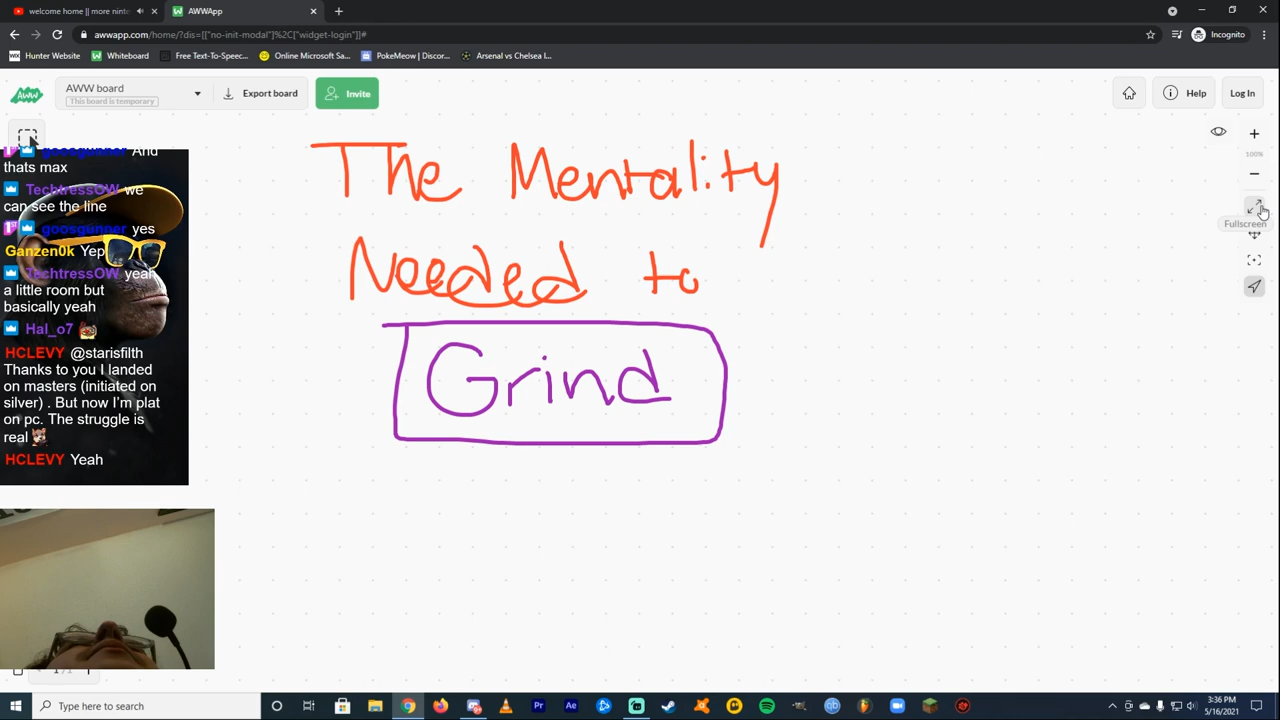 welcome home || more ninte
AWWApp
awwapp.com/home/?dis=[["no-init-modal"]%2C["widget-login"]]#
Incognito
Hunter Website
Whiteboard
Free Text-To-Speec...
Online Microsoft Sa...
PokeMeow | Discor...
Arsenal vs Chelsea l...
AWW
AWW board
This board is temporary
Export board
Invite
Help
Log In
100%
Fullscreen
The Mentality
Needed to
Grind
goosgunner And
thats max
TechtressOW we
can see the line
goosgunner yes
Ganzen0k Yep
TechtressOW yeah
a little room but
basically yeah
Hal_o7
HCLEVY @starisfilth
Thanks to you I landed
on masters (initiated on
silver) . But now I'm plat
on pc. The struggle is
real
HCLEVY Yeah
Type here to search
3:36 PM
5/16/2021